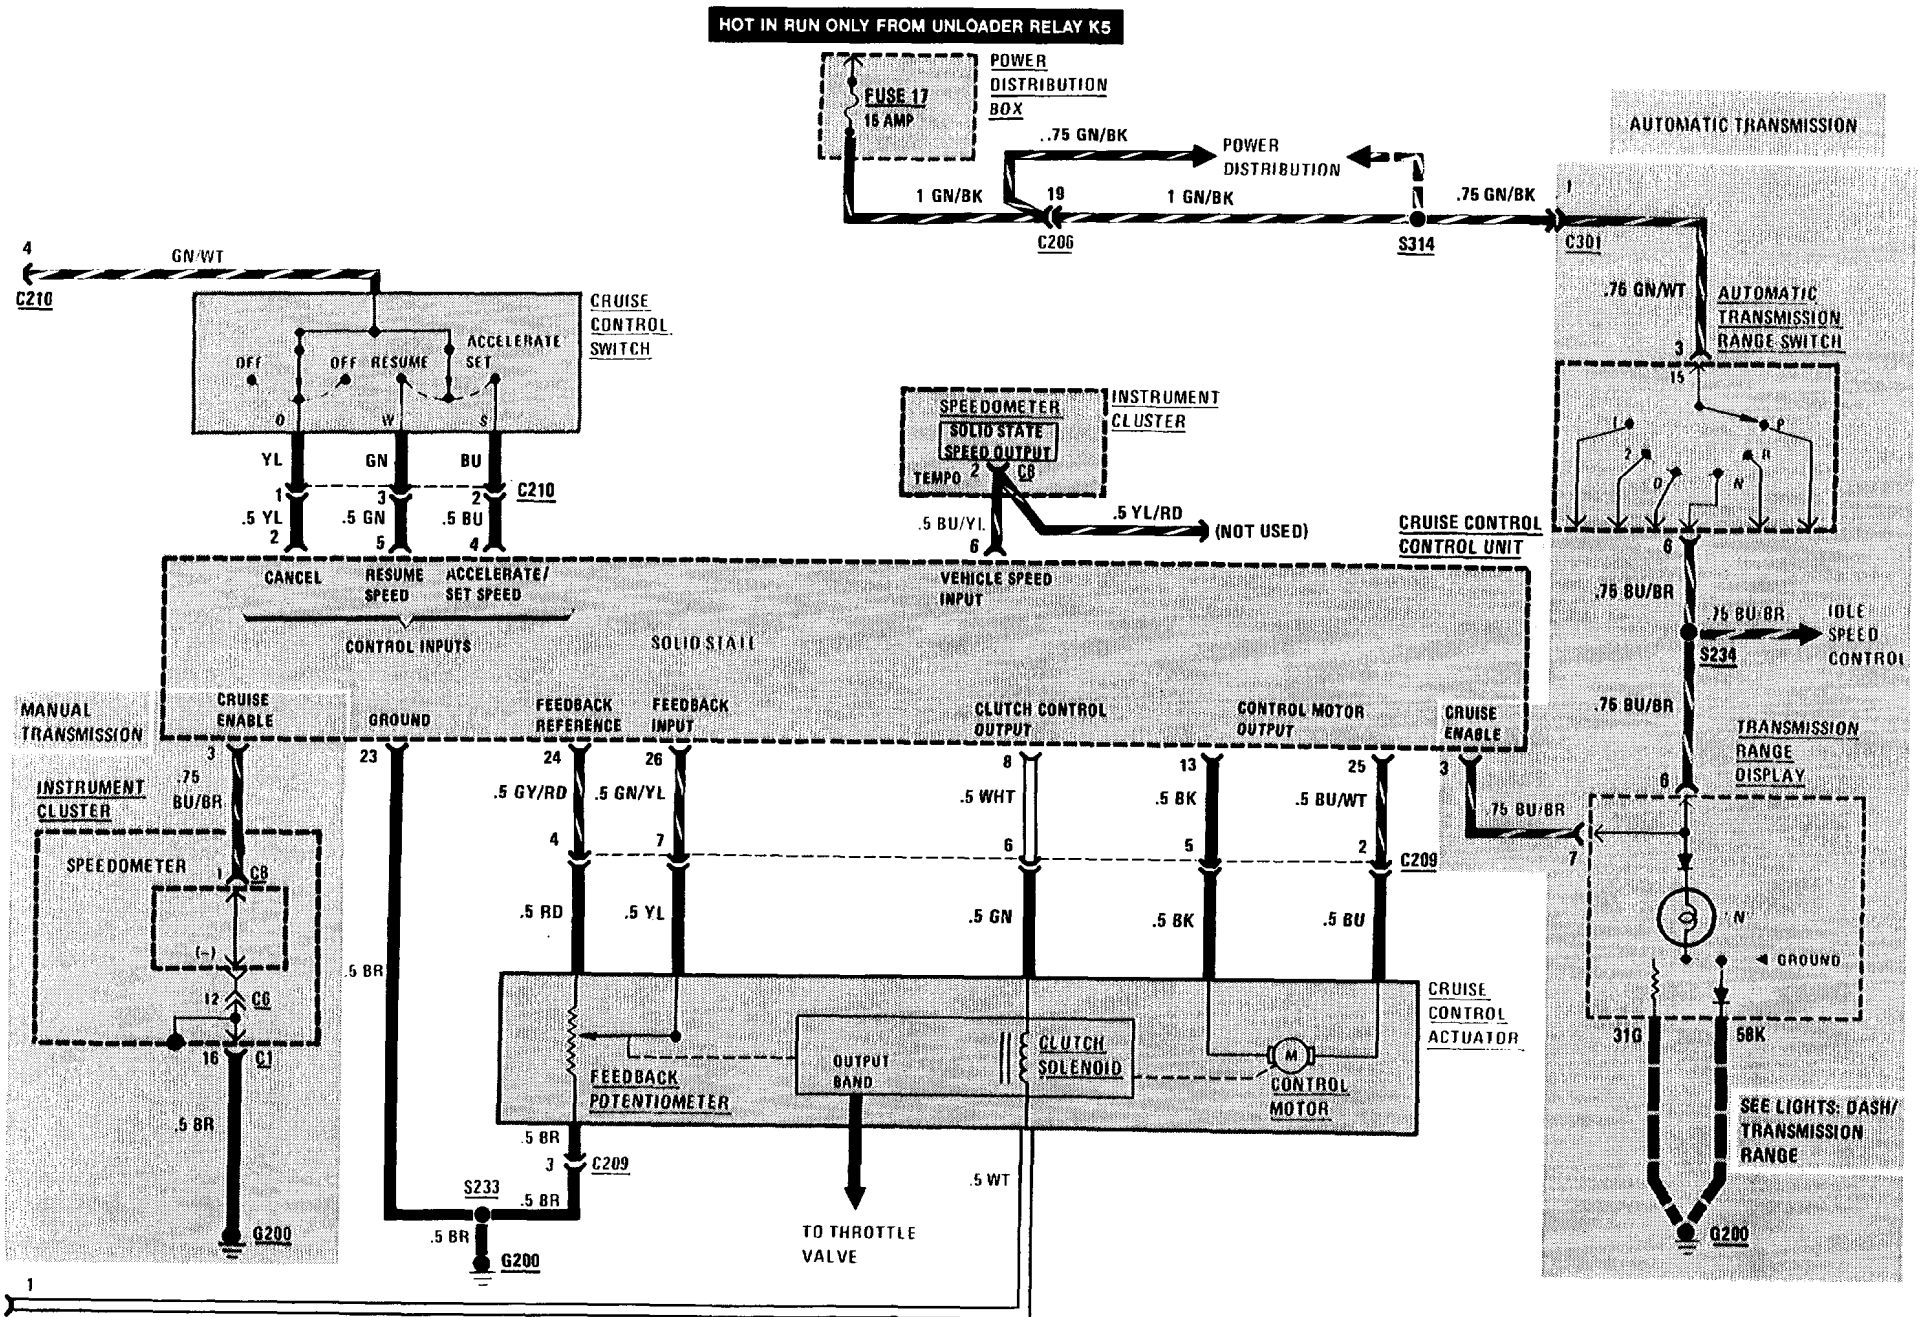 HOT IN RUN ONLY FROM UNLOADER RELAY K5
POWER
DISTRIBUTION
BOX
FUSE 17
15 AMP
.75 GN/BK
POWER
DISTRIBUTION
AUTOMATIC TRANSMISSION
1 GN/BK
19
1 GN/BK
.75 GN/BK
1
C206
S314
C301
4
GN/WT
C210
CRUISE
CONTROL
SWITCH
OFF
OFF
RESUME
ACCELERATE
SET
O
W
S
.75 GN/WT
AUTOMATIC
TRANSMISSION
RANGE SWITCH
3
15
1
2
D
N
R
P
YL
GN
BU
1
3
2
C210
.5 YL
.5 GN
.5 BU
2
5
4
SPEEDOMETER
SOLID STATE
SPEED OUTPUT
INSTRUMENT
CLUSTER
TEMPO
2
C8
.5 BU/YL
.5 YL/RD
(NOT USED)
6
CRUISE CONTROL
CONTROL UNIT
6
.75 BU/BR
.75 BU/BR
IDLE
SPEED
CONTROL
S234
.75 BU/BR
CANCEL
RESUME
SPEED
ACCELERATE/
SET SPEED
CONTROL INPUTS
VEHICLE SPEED
INPUT
SOLID STATE
MANUAL
TRANSMISSION
CRUISE
ENABLE
GROUND
FEEDBACK
REFERENCE
FEEDBACK
INPUT
CLUTCH CONTROL
OUTPUT
CONTROL MOTOR
OUTPUT
CRUISE
ENABLE
TRANSMISSION
RANGE
DISPLAY
3
23
24
26
8
13
25
3
6
.75
BU/BR
.5 GY/RD
.5 GN/YL
.5 WHT
.5 BK
.5 BU/WT
.75 BU/BR
7
INSTRUMENT
CLUSTER
4
7
6
5
2
C209
SPEEDOMETER
1
C8
(-)
12
C6
16
C1
.5 BR
G200
.5 BR
.5 RD
.5 YL
.5 GN
.5 BK
.5 BU
'N'
GROUND
31G
58K
CRUISE
CONTROL
ACTUATOR
FEEDBACK
POTENTIOMETER
OUTPUT
BAND
CLUTCH
SOLENOID
M
CONTROL
MOTOR
.5 BR
3
C209
.5 BR
S233
.5 BR
G200
TO THROTTLE
VALVE
.5 WT
SEE LIGHTS: DASH/
TRANSMISSION
RANGE
G200
1